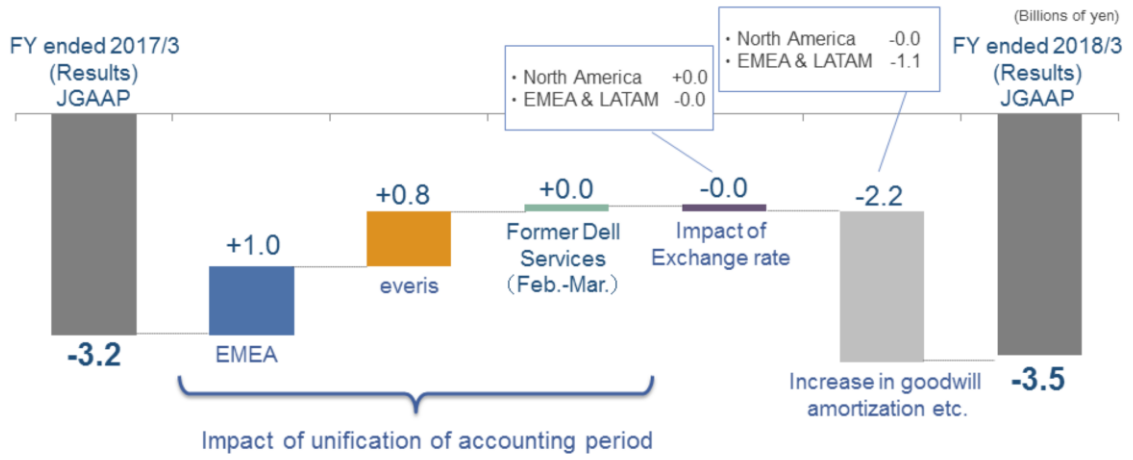 (Billions of yen)
FY ended 2017/3
(Results)
JGAAP
・North America +0.0
・EMEA & LATAM -0.0
・North America -0.0
・EMEA & LATAM -1.1
FY ended 2018/3
(Results)
JGAAP
-3.2
+1.0
EMEA
+0.8
everis
+0.0
Former Dell
Services
（Feb.-Mar.）
-0.0
Impact of
Exchange rate
-2.2
Increase in goodwill
amortization etc.
-3.5
Impact of unification of accounting period